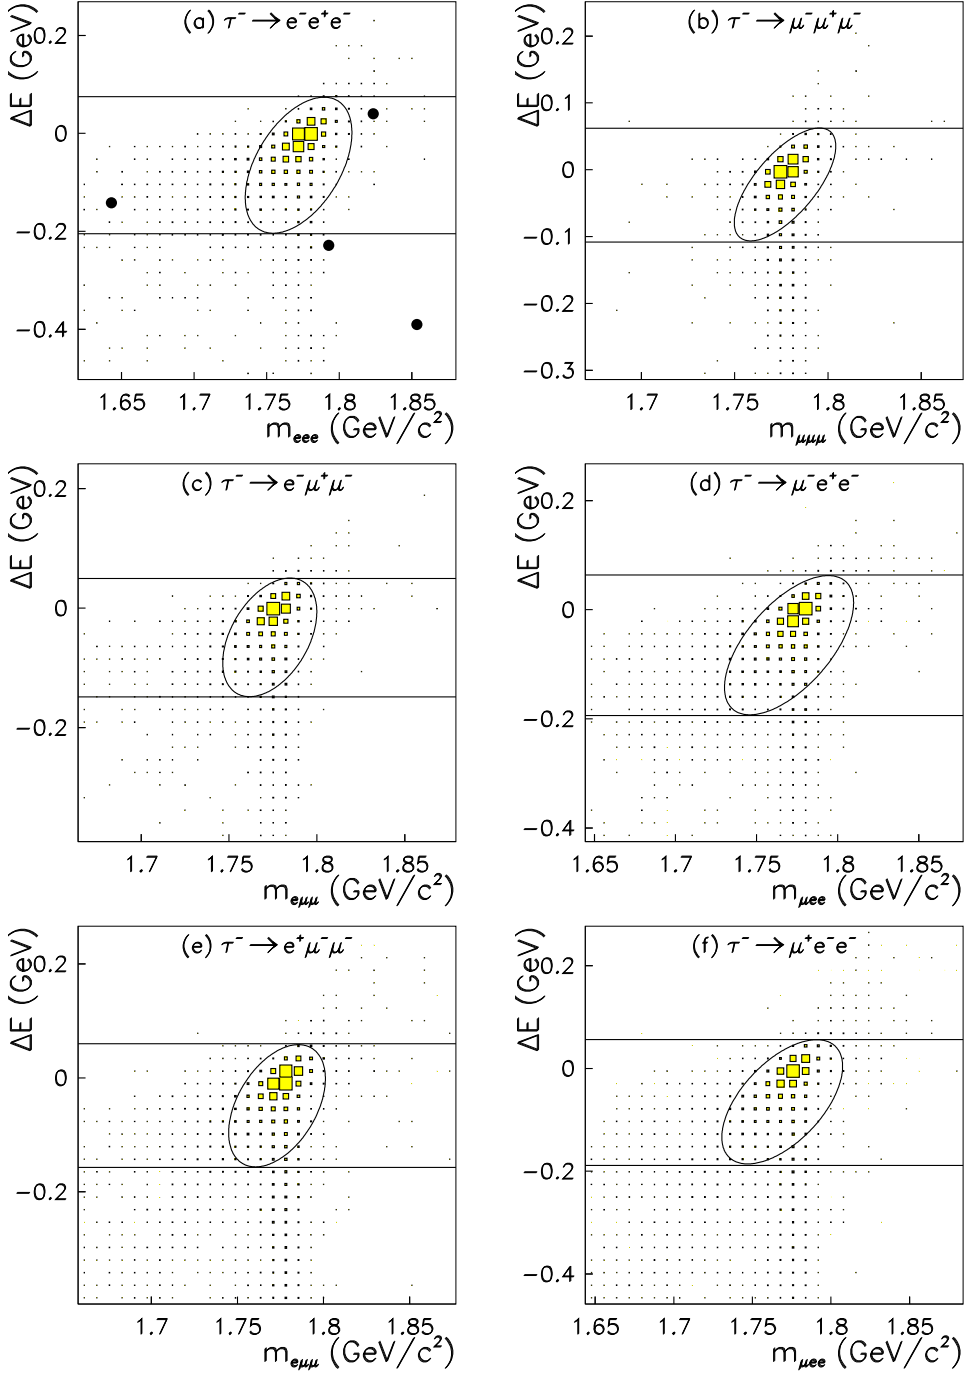 (a) τ⁻ → e⁻e⁺e⁻
ΔE (GeV)
0.2
0
−0.2
−0.4
1.65 1.7 1.75 1.8 1.85
m_eee (GeV/c²)
(b) τ⁻ → μ⁻μ⁺μ⁻
ΔE (GeV)
0.2
0.1
0
−0.1
−0.2
−0.3
1.7 1.75 1.8 1.85
m_μμμ (GeV/c²)
(c) τ⁻ → e⁻μ⁺μ⁻
ΔE (GeV)
0.2
0
−0.2
1.7 1.75 1.8 1.85
m_eμμ (GeV/c²)
(d) τ⁻ → μ⁻e⁺e⁻
ΔE (GeV)
0.2
0
−0.2
−0.4
1.65 1.7 1.75 1.8 1.85
m_μee (GeV/c²)
(e) τ⁻ → e⁺μ⁻μ⁻
ΔE (GeV)
0.2
0
−0.2
1.7 1.75 1.8 1.85
m_eμμ (GeV/c²)
(f) τ⁻ → μ⁺e⁻e⁻
ΔE (GeV)
0.2
0
−0.2
−0.4
1.65 1.7 1.75 1.8 1.85
m_μee (GeV/c²)